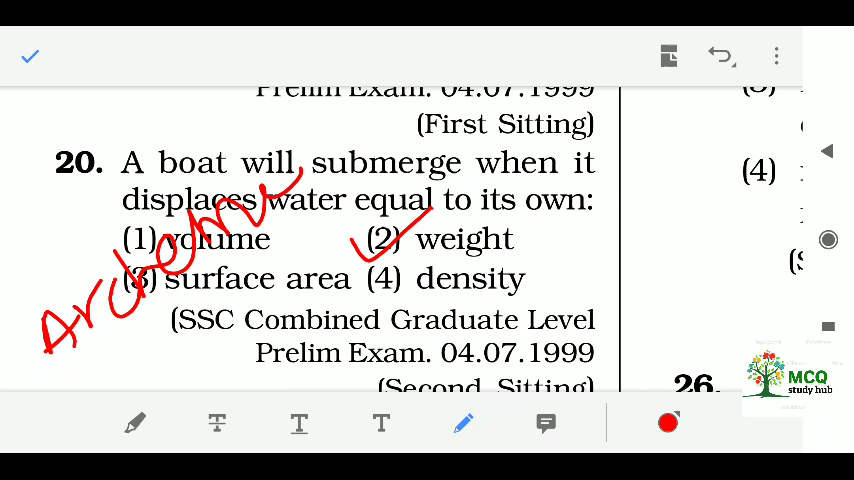 Prelim Exam. 04.07.1999
(First Sitting)
20. A boat will submerge when it
displaces water equal to its own:
(1) volume (2) weight
(3) surface area (4) density
(SSC Combined Graduate Level
Prelim Exam. 04.07.1999
(Second Sitting)
Archeme
(4)
26.
MCQ
study hub
T T T